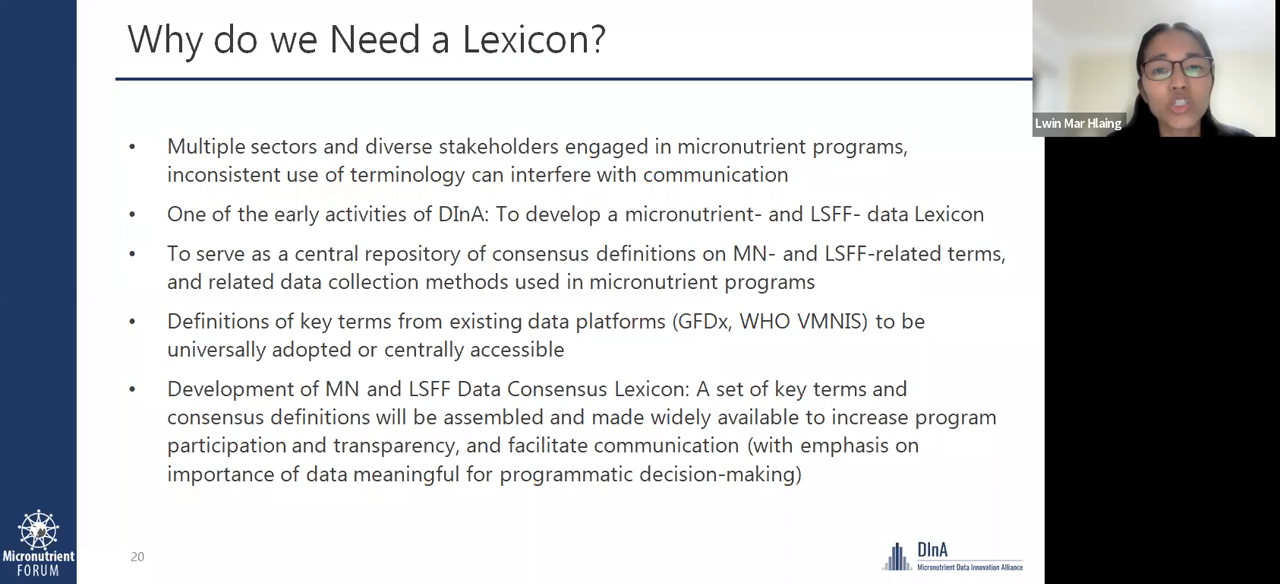 Why do we Need a Lexicon?
Lwin Mar Hlaing
• Multiple sectors and diverse stakeholders engaged in micronutrient programs,
inconsistent use of terminology can interfere with communication
• One of the early activities of DInA: To develop a micronutrient- and LSFF- data Lexicon
• To serve as a central repository of consensus definitions on MN- and LSFF-related terms,
and related data collection methods used in micronutrient programs
• Definitions of key terms from existing data platforms (GFDx, WHO VMNIS) to be
universally adopted or centrally accessible
• Development of MN and LSFF Data Consensus Lexicon: A set of key terms and
consensus definitions will be assembled and made widely available to increase program
participation and transparency, and facilitate communication (with emphasis on
importance of data meaningful for programmatic decision-making)
Micronutrient
FORUM
20
DInA
Micronutrient Data Innovation Alliance